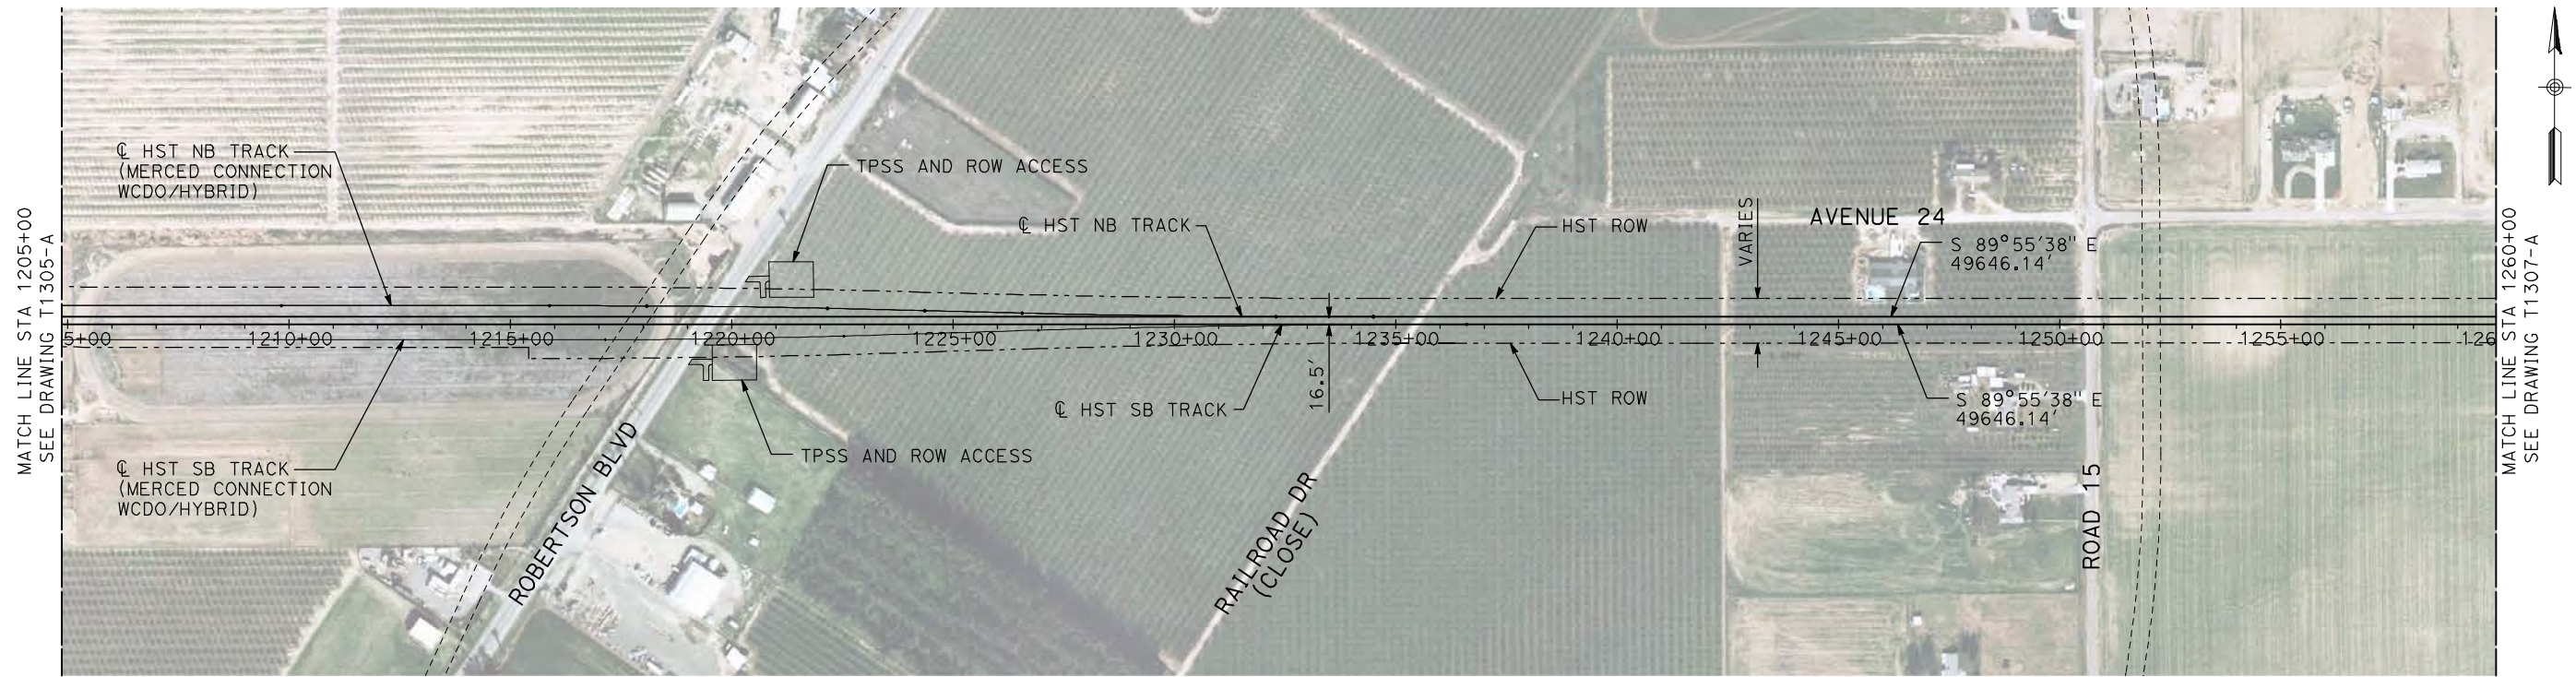 MATCH LINE STA 1205+00
SEE DRAWING T1305-A
℄ HST NB TRACK
(MERCED CONNECTION
WCDO/HYBRID)
℄ HST SB TRACK
(MERCED CONNECTION
WCDO/HYBRID)
TPSS AND ROW ACCESS
TPSS AND ROW ACCESS
ROBERTSON BLVD
℄ HST NB TRACK
℄ HST SB TRACK
16.5'
HST ROW
HST ROW
RAILROAD DR
(CLOSE)
VARIES
AVENUE 24
S 89°55'38" E
49646.14'
S 89°55'38" E
49646.14'
ROAD 15
5+00 1210+00 1215+00 1220+00 1225+00 1230+00 1235+00 1240+00 1245+00 1250+00 1255+00 126
MATCH LINE STA 1260+00
SEE DRAWING T1307-A